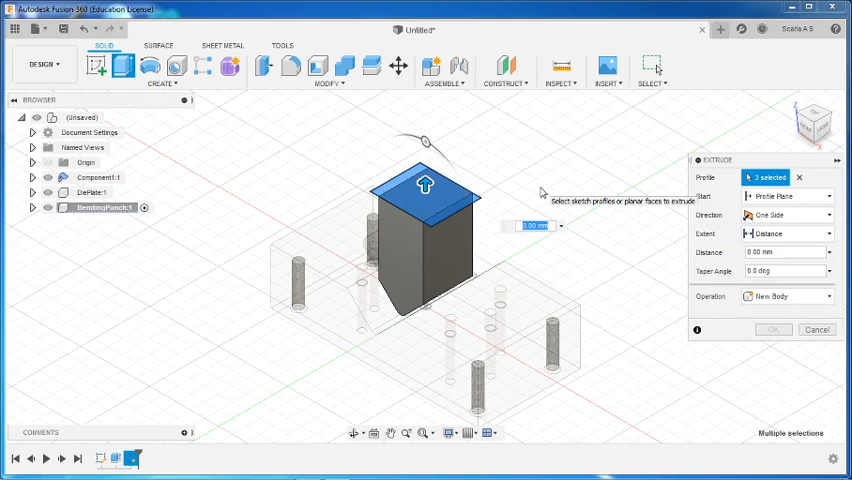 Autodesk Fusion 360 (Education License)
Untitled*
Scaria A S
SOLID SURFACE SHEET METAL TOOLS
DESIGN
CREATE MODIFY ASSEMBLE CONSTRUCT INSPECT INSERT SELECT
BROWSER
(Unsaved)
Document Settings
Named Views
Origin
Component1:1
DiePlate:1
BendingPunch:1
Z
TOP
X
Select sketch profiles or planar faces to extrude
0.00 mm
EXTRUDE
Profile 3 selected
Start Profile Plane
Direction One Side
Extent Distance
Distance 0.00 mm
Taper Angle 0.0 deg
Operation New Body
OK Cancel
COMMENTS
Multiple selections